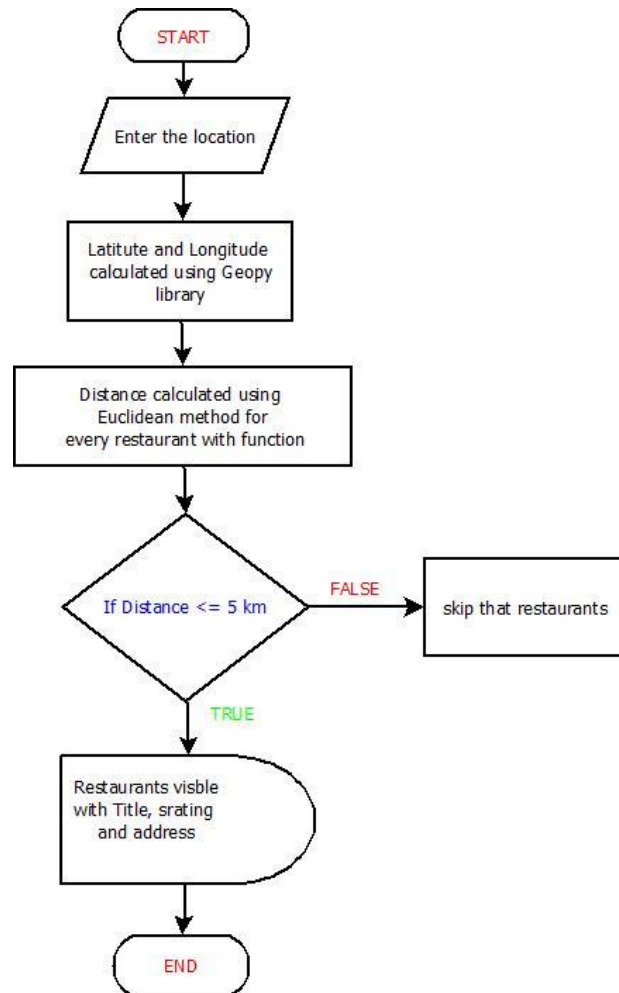 START
Enter the location
Latitute and Longitude
calculated using Geopy
library
Distance calculated using
Euclidean method for
every restaurant with function
If Distance <= 5 km
FALSE
skip that restaurants
TRUE
Restaurants visble
with Title, srating
and address
END